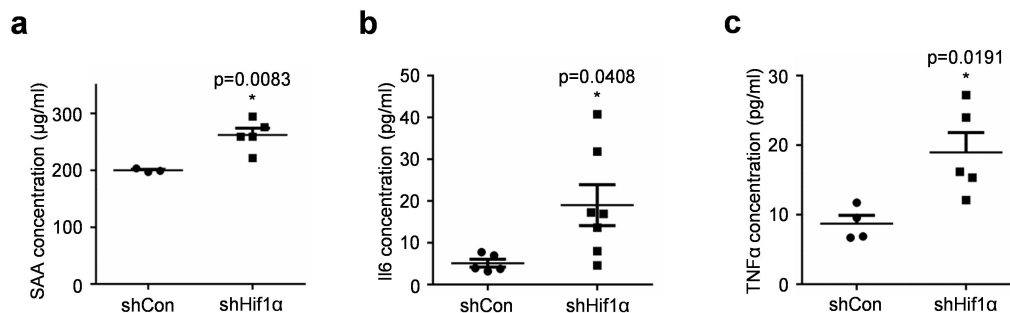 a
SAA concentration (µg/ml)
300
200
100
0
p=0.0083
*
shCon
shHif1α
b
Il6 concentration (pg/ml)
50
40
30
20
10
0
p=0.0408
*
shCon
shHif1α
c
TNFα concentration (pg/ml)
30
20
10
0
p=0.0191
*
shCon
shHif1α